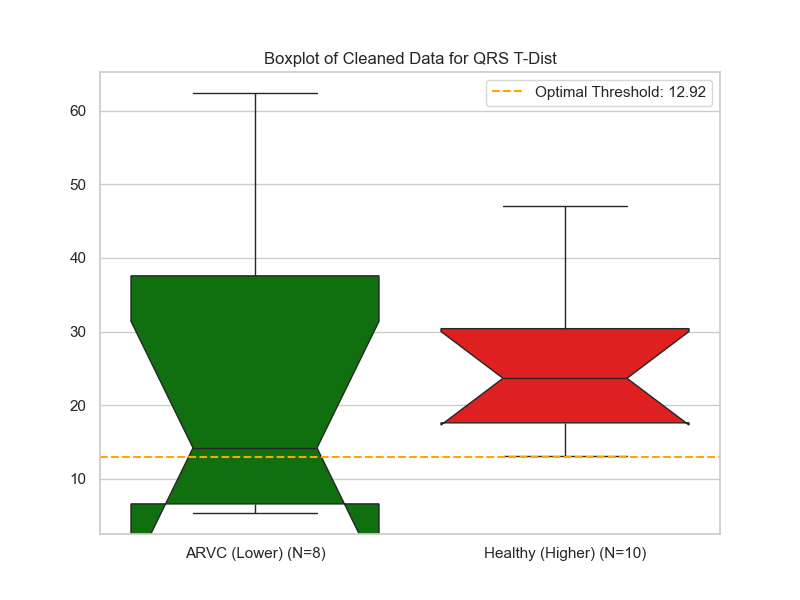 Boxplot of Cleaned Data for QRS T-Dist
Optimal Threshold: 12.92
60
50
40
30
20
10
ARVC (Lower) (N=8)
Healthy (Higher) (N=10)